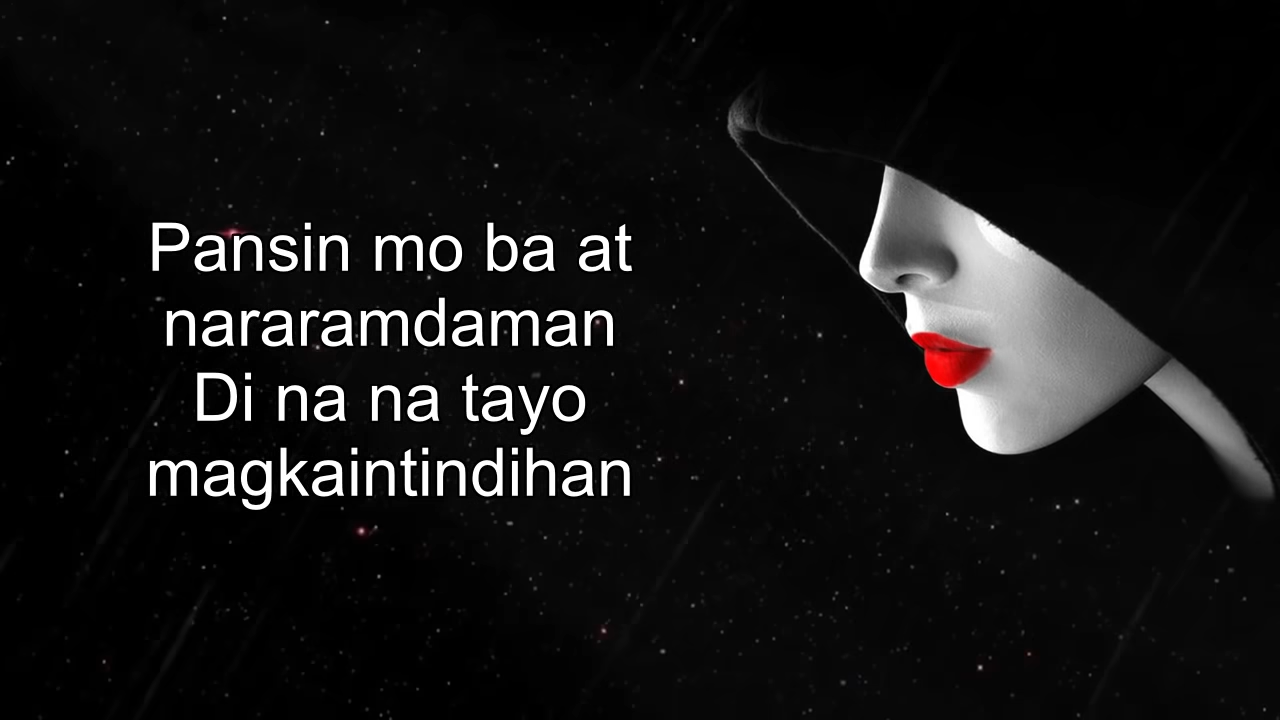 Pansin mo ba at
nararamdaman
Di na na tayo
magkaintindihan